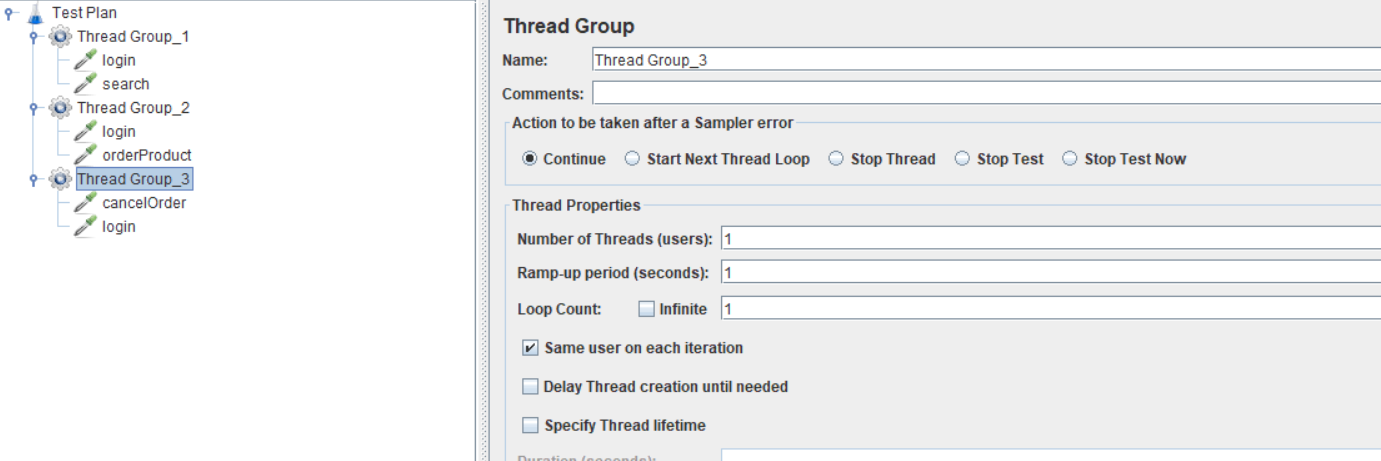 Test Plan
Thread Group_1
login
search
Thread Group_2
login
orderProduct
Thread Group_3
cancelOrder
login
Thread Group
Name: Thread Group_3
Comments:
Action to be taken after a Sampler error
Continue Start Next Thread Loop Stop Thread Stop Test Stop Test Now
Thread Properties
Number of Threads (users): 1
Ramp-up period (seconds): 1
Loop Count: Infinite 1
Same user on each iteration
Delay Thread creation until needed
Specify Thread lifetime
Duration (seconds):